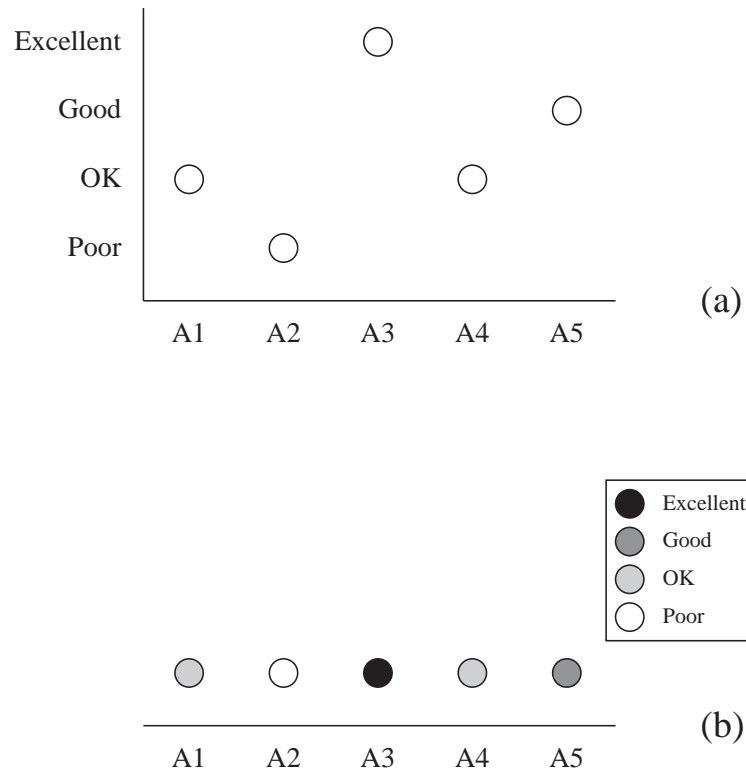 Excellent
Good
OK
Poor
(a)
A1 A2 A3 A4 A5
Excellent
Good
OK
Poor
(b)
A1 A2 A3 A4 A5